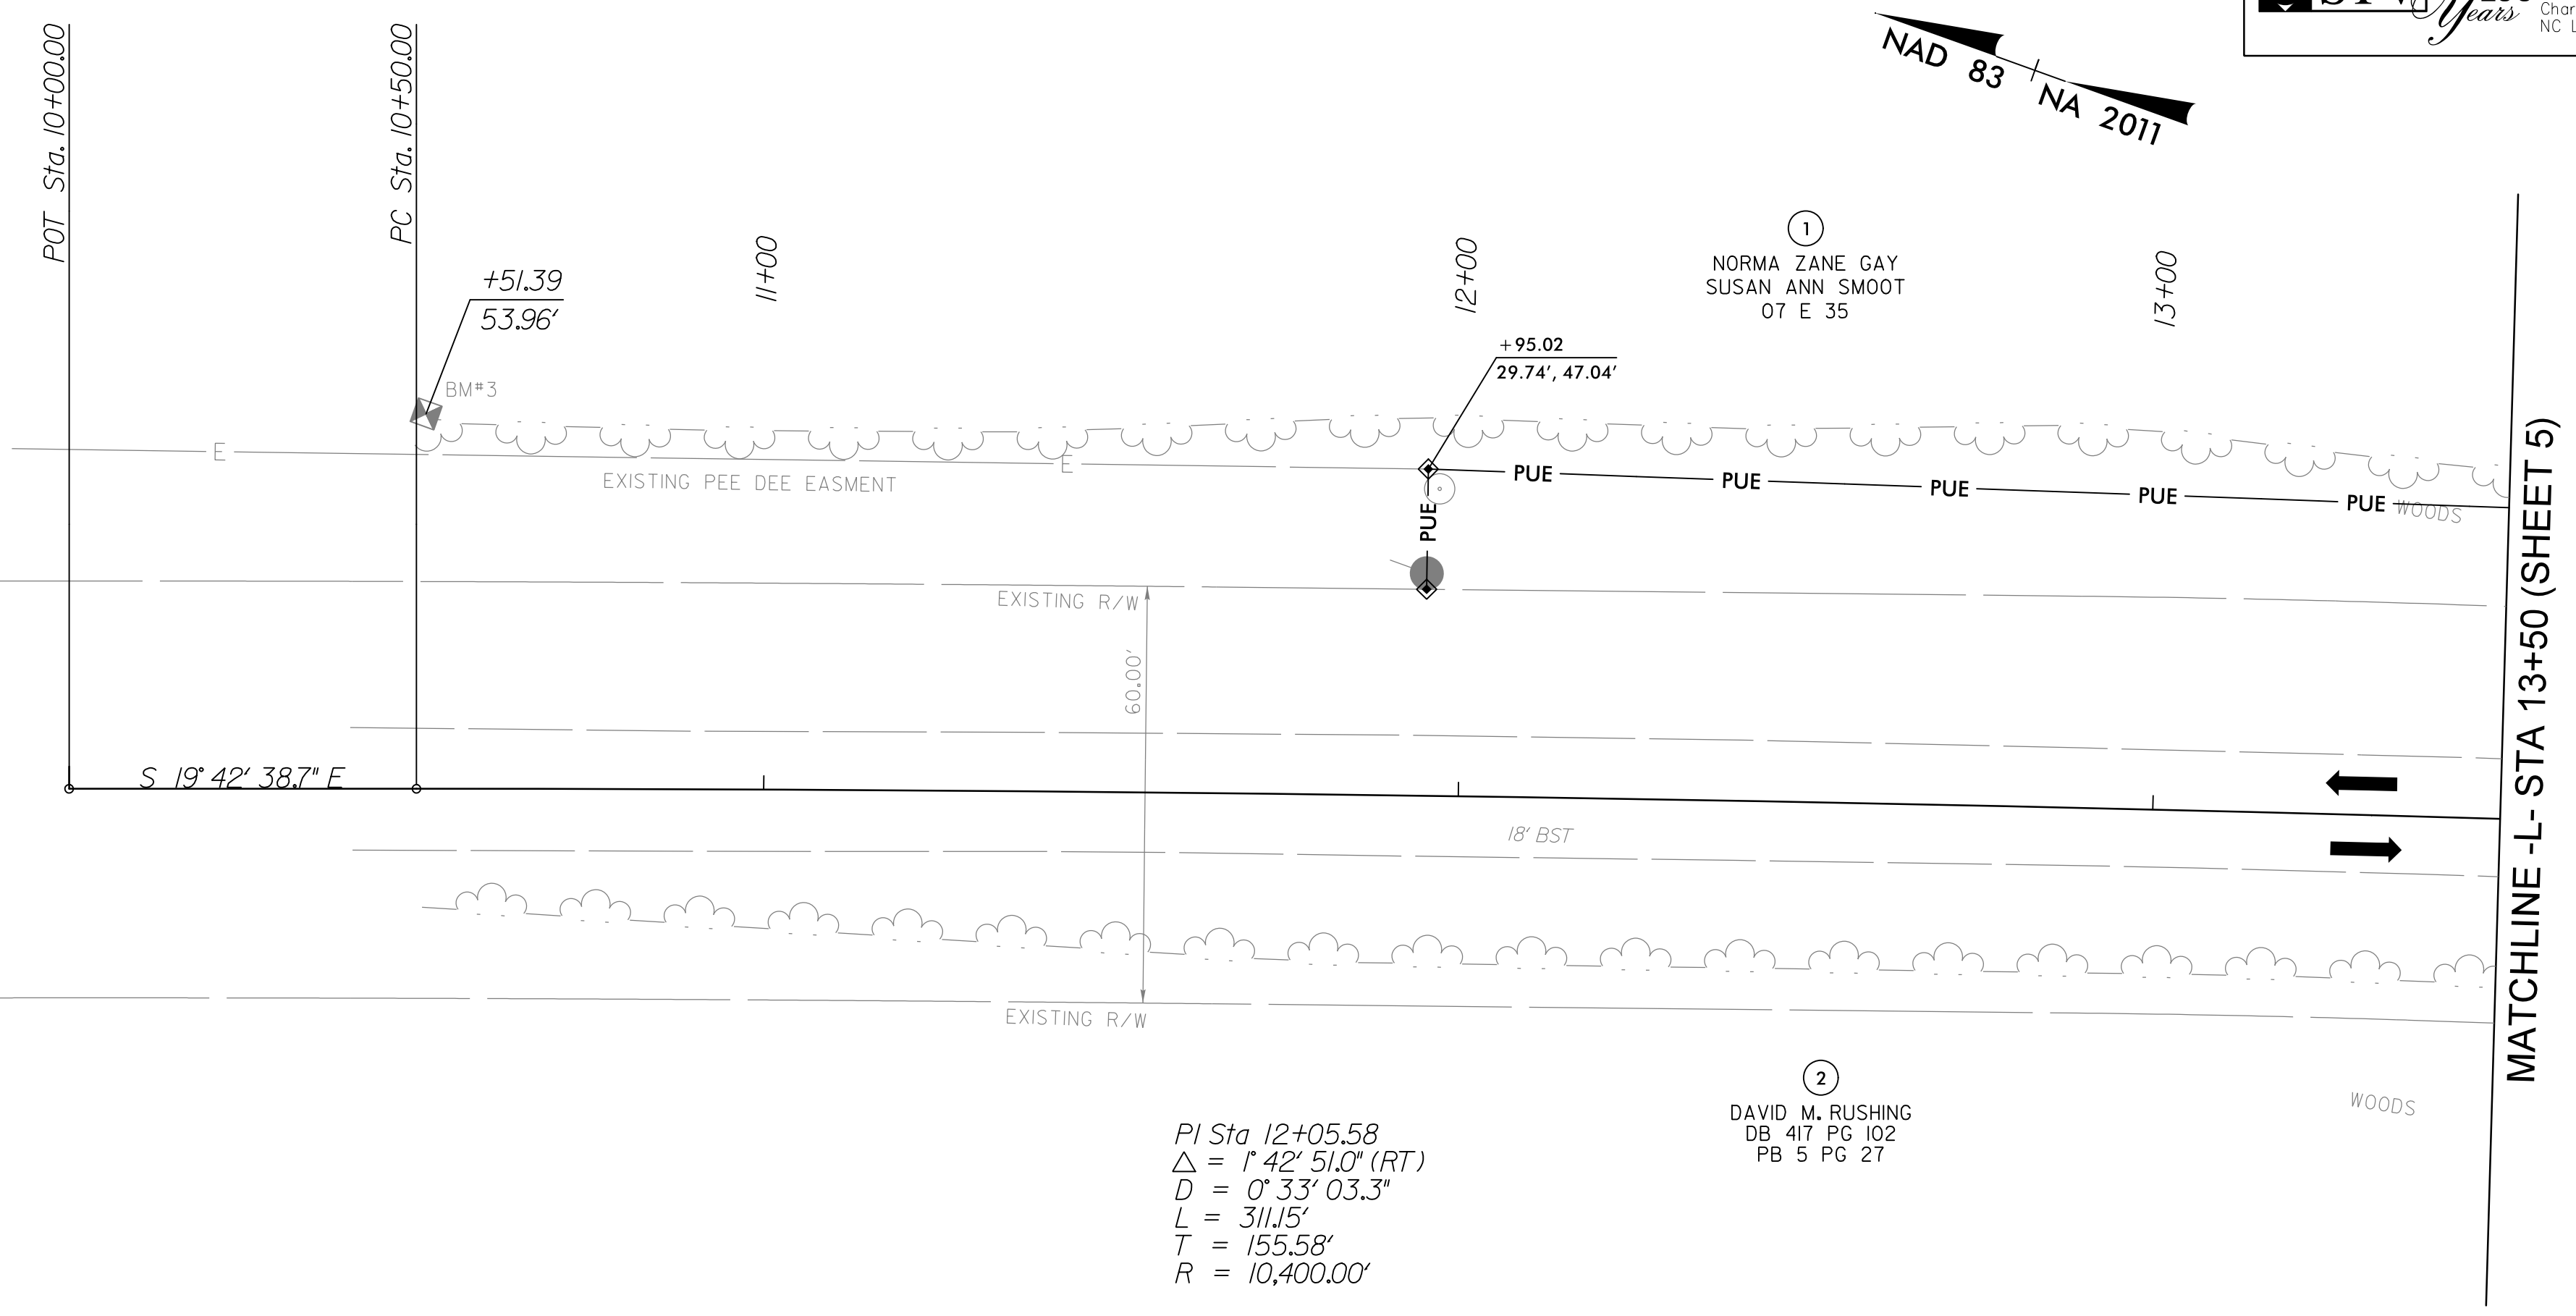 Years
NC
NAD 83 NA 2011
POT Sta. 10+00.00
PC Sta. 10+50.00
+51.39
53.96'
BM#3
11+00
12+00
13+00
1
NORMA ZANE GAY
SUSAN ANN SMOOT
07 E 35
+95.02
29.74', 47.04'
E
E
EXISTING PEE DEE EASMENT
PUE
PUE
PUE
PUE
PUE
WOODS
PUE
EXISTING R/W
60.00'
S 19° 42' 38.7" E
18' BST
EXISTING R/W
MATCHLINE -L- STA 13+50 (SHEET 5)
2
DAVID M. RUSHING
DB 417 PG 102
PB 5 PG 27
WOODS
PI Sta 12+05.58
△ = 1° 42' 51.0" (RT)
D = 0° 33' 03.3"
L = 311.15'
T = 155.58'
R = 10,400.00'